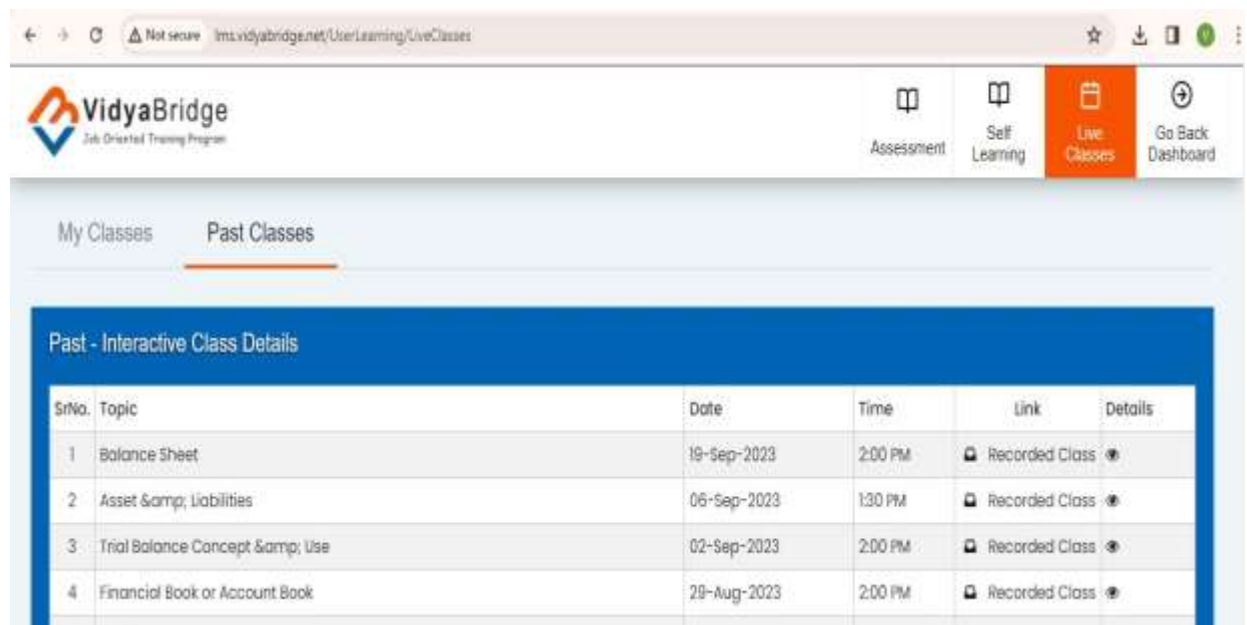 Not secure lms.vidyabridge.net/UserLearning/LiveClasses
VidyaBridge
Job Oriented Training Program
Assessment
Self Learning
Live Classes
Go Back Dashboard
My Classes Past Classes
Past - Interactive Class Details
SrNo. Topic Date Time Link Details
1 Balance Sheet 19-Sep-2023 2:00 PM Recorded Class
2 Asset &amp; Liabilities 06-Sep-2023 1:30 PM Recorded Class
3 Trial Balance Concept &amp; Use 02-Sep-2023 2:00 PM Recorded Class
4 Financial Book or Account Book 29-Aug-2023 2:00 PM Recorded Class